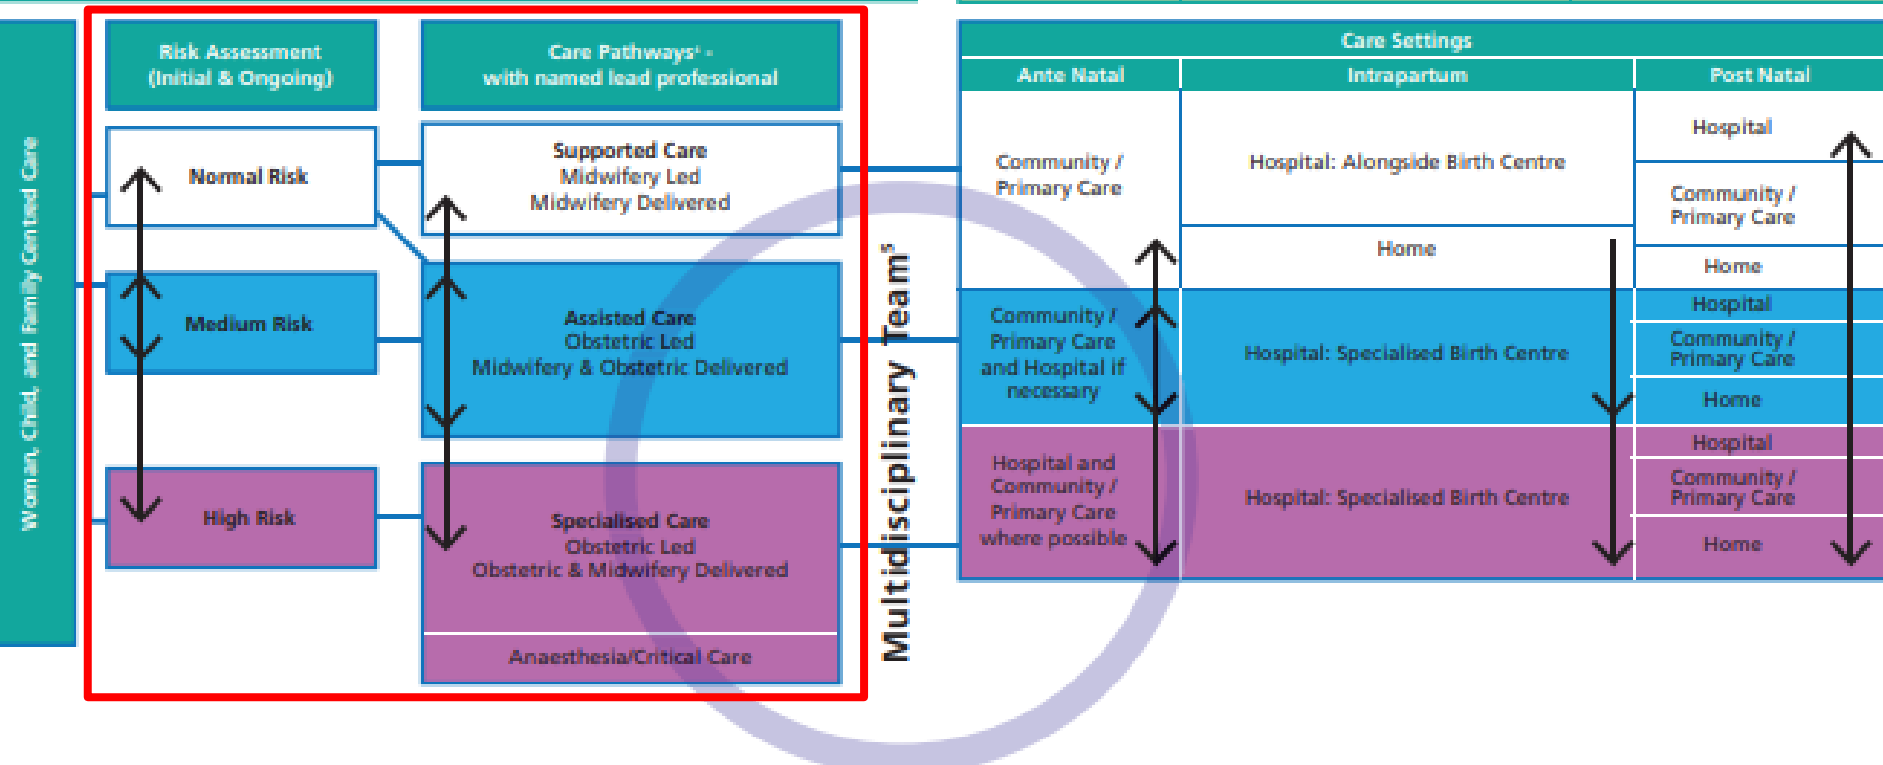 Woman, Child, and Family Centred Care
Risk Assessment
(Initial & Ongoing)
Normal Risk
Medium Risk
High Risk
Care Pathways⁴ -
with named lead professional
Supported Care
Midwifery Led
Midwifery Delivered
Assisted Care
Obstetric Led
Midwifery & Obstetric Delivered
Specialised Care
Obstetric Led
Obstetric & Midwifery Delivered
Anaesthesia/Critical Care
Multidisciplinary Team⁵
Care Settings
Ante Natal
Intrapartum
Post Natal
Community /
Primary Care
Hospital: Alongside Birth Centre
Home
Hospital
Community /
Primary Care
Home
Community /
Primary Care
and Hospital if
necessary
Hospital: Specialised Birth Centre
Hospital
Community /
Primary Care
Home
Hospital and
Community /
Primary Care
where possible
Hospital: Specialised Birth Centre
Hospital
Community /
Primary Care
Home